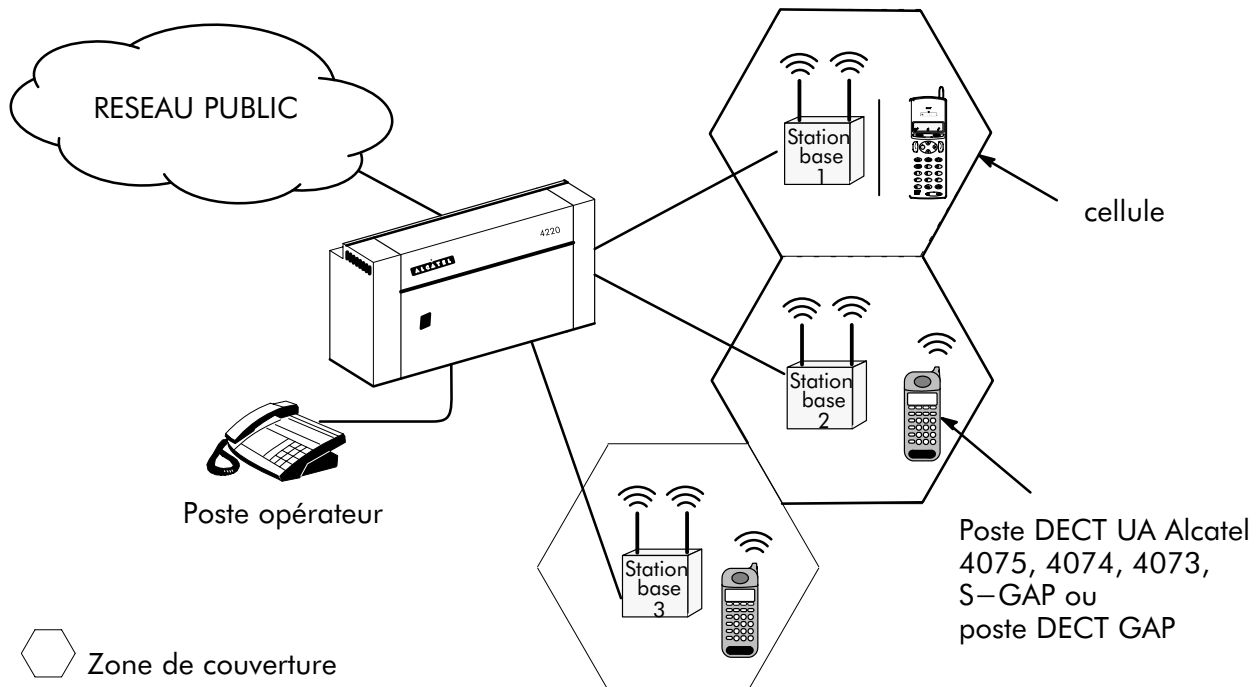 RESEAU PUBLIC
Station
base
1
cellule
4220
ALCATEL
Station
base
2
Poste opérateur
Poste DECT UA Alcatel
4075, 4074, 4073,
S–GAP ou
poste DECT GAP
Station
base
3
Zone de couverture